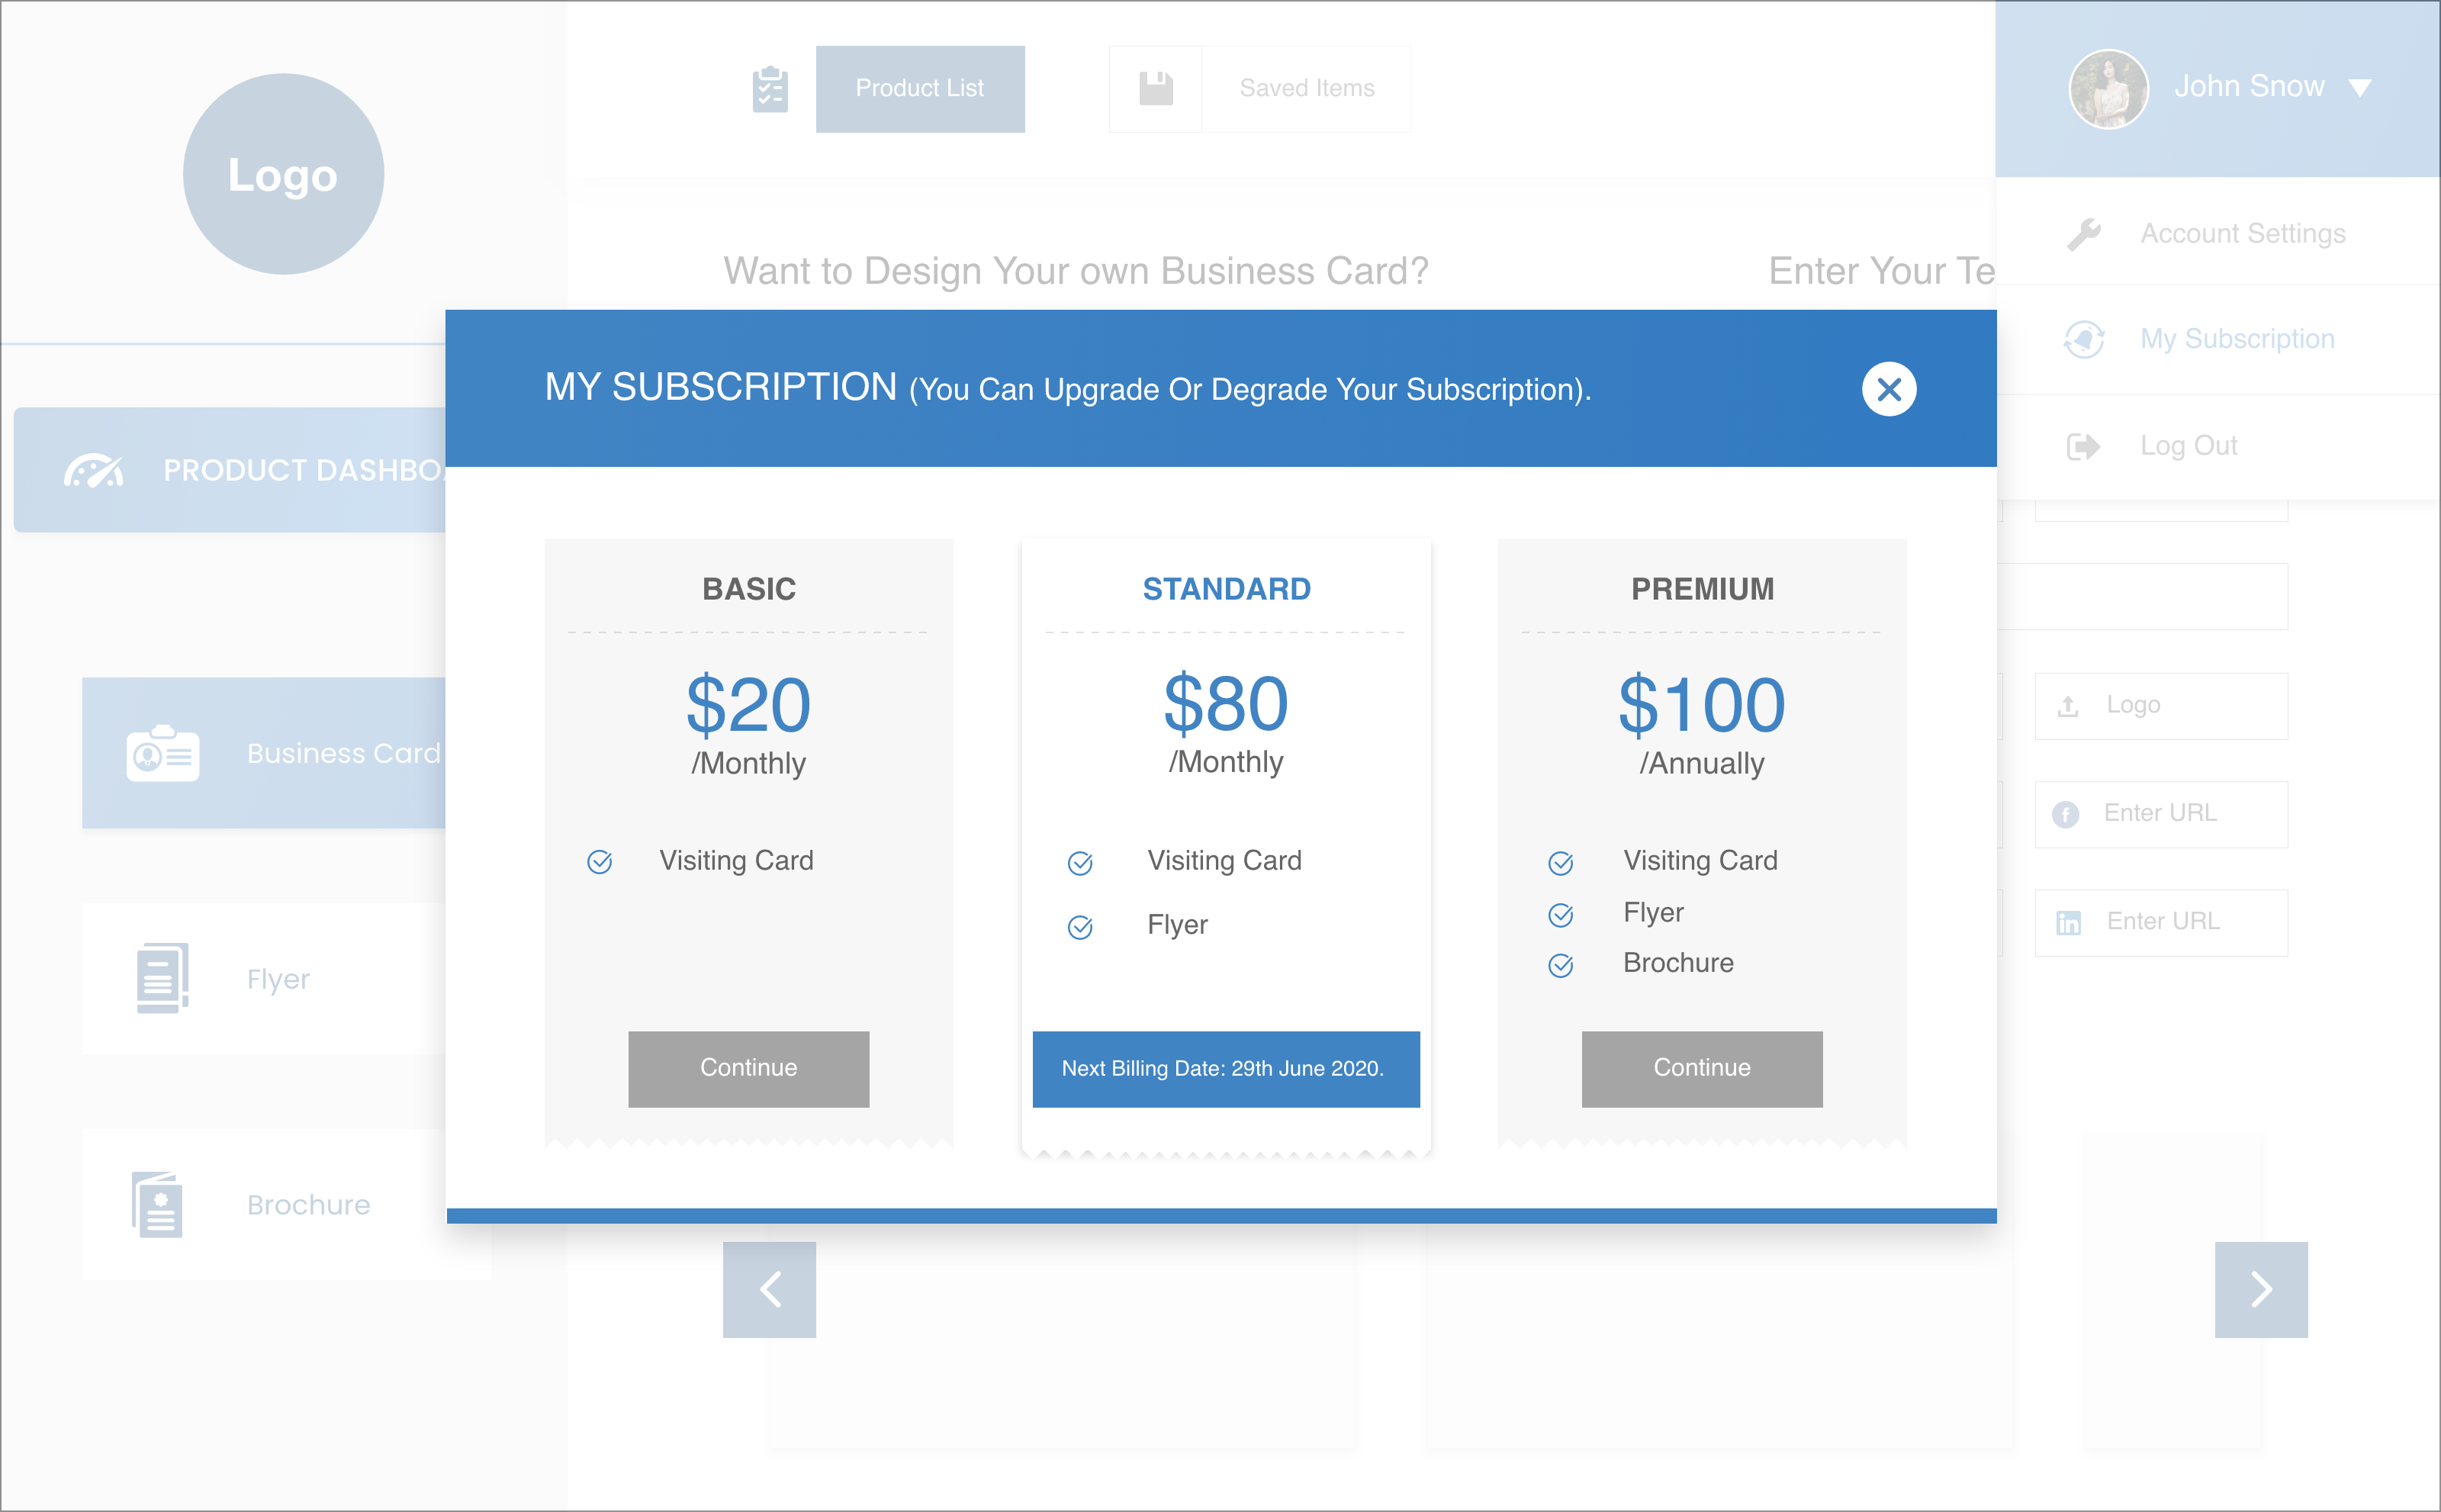 Logo
Product List
Saved Items
John Snow
Account Settings
My Subscription
Log Out
Want to Design Your own Business Card?
Enter Your
MY SUBSCRIPTION (You Can Upgrade Or Degrade Your Subscription).
PRODUCT
Business Card
Flyer
Brochure
BASIC
$20
/Monthly
Visiting Card
Continue
STANDARD
$80
/Monthly
Visiting Card
Flyer
Next Billing Date: 29th June 2020.
PREMIUM
$100
/Annually
Visiting Card
Flyer
Brochure
Continue
Logo
Enter URL
Enter URL